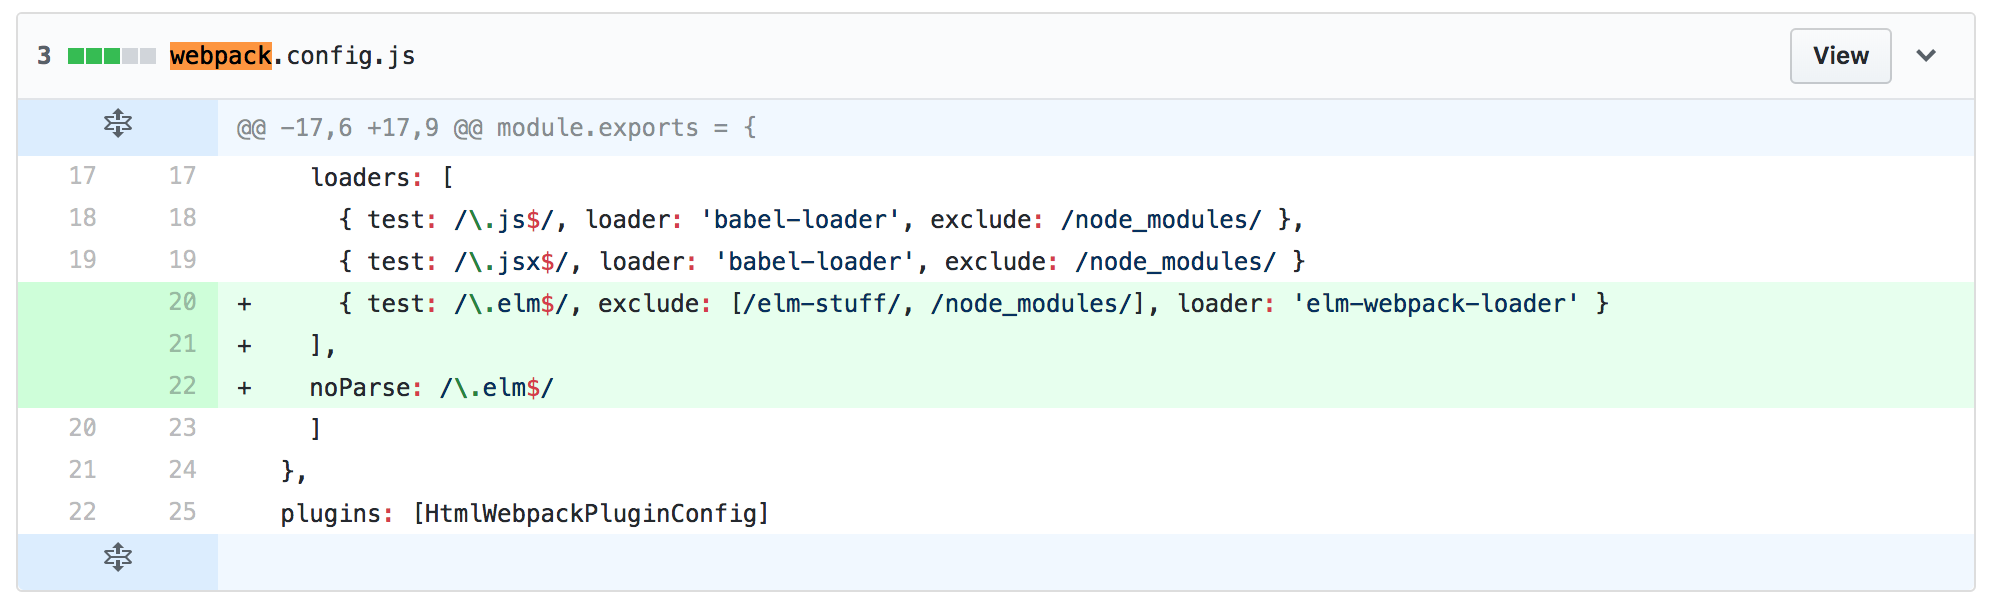 3 webpack.config.js View
@@ -17,6 +17,9 @@ module.exports = {
17 17 loaders: [
18 18 { test: /\.js$/, loader: 'babel-loader', exclude: /node_modules/ },
19 19 { test: /\.jsx$/, loader: 'babel-loader', exclude: /node_modules/ }
20 + { test: /\.elm$/, exclude: [/elm-stuff/, /node_modules/], loader: 'elm-webpack-loader' }
21 + ],
22 + noParse: /\.elm$/
20 23 ]
21 24 },
22 25 plugins: [HtmlWebpackPluginConfig]